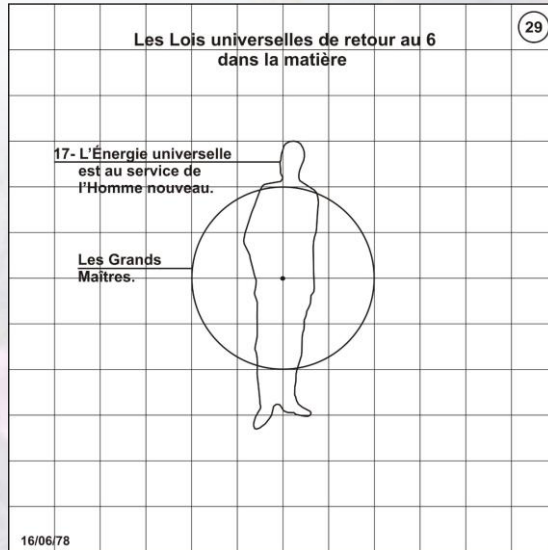 Les Lois universelles de retour au 6
dans la matière
29
17- L'Énergie universelle
est au service de
l'Homme nouveau.
Les Grands
Maîtres.
16/06/78